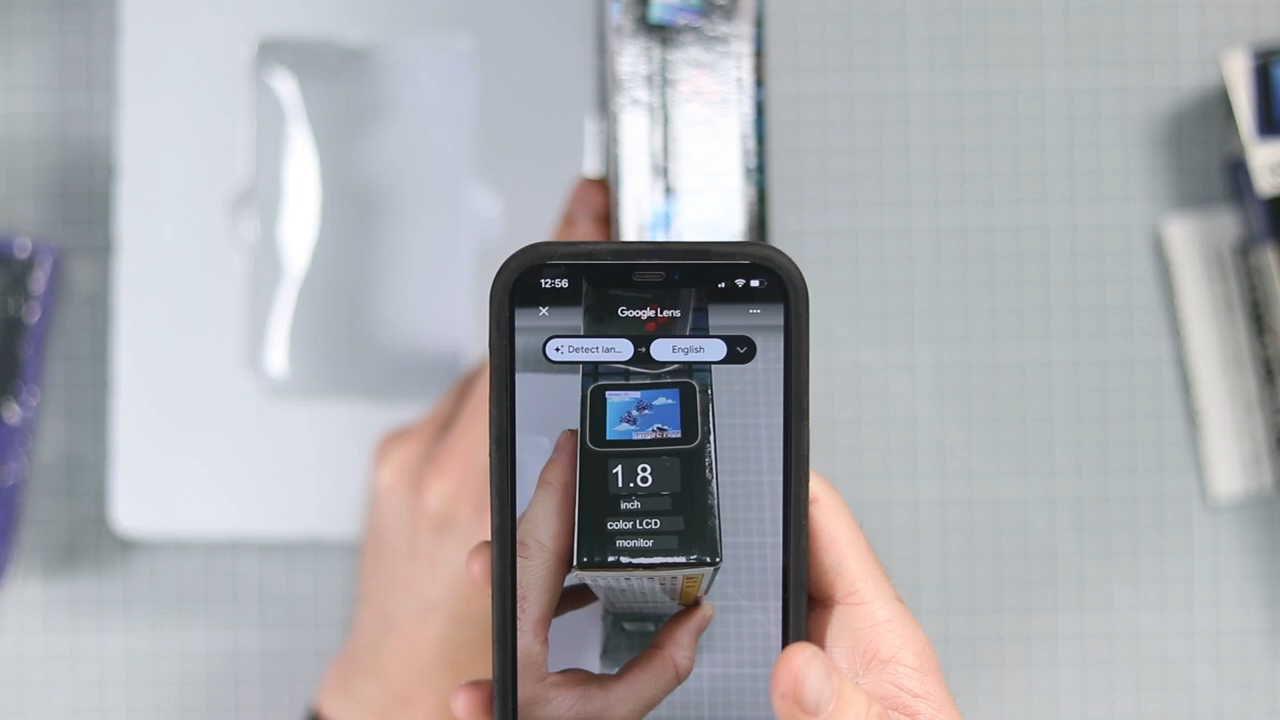 12:56
Google Lens
Detect lan...
English
1.8
inch
color LCD
monitor